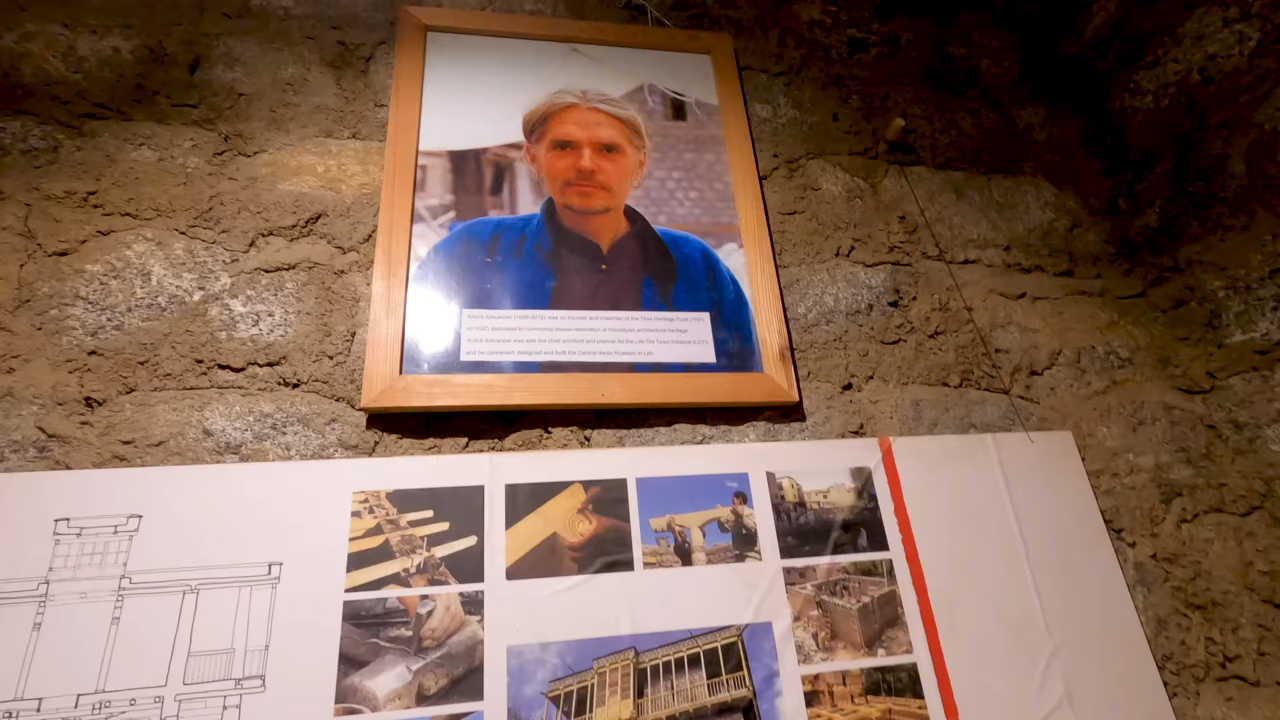 André Alexander (1965-2012) was co-founder and chairman of the Tibet Heritage Fund (THF)
an NGO dedicated to community-based restoration of Himalayan architectural heritage
André Alexander was also the chief architect and planner for the Leh Old Town Initiative (LOTI)
and he conceived, designed and built the Central Asian Museum in Leh